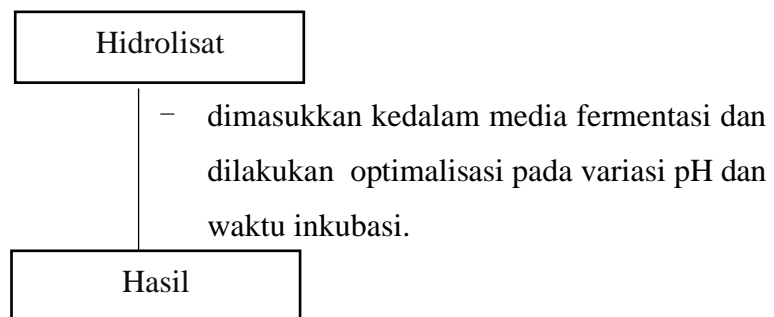 Hidrolisat
− dimasukkan kedalam media fermentasi dan
dilakukan optimalisasi pada variasi pH dan
waktu inkubasi.
Hasil